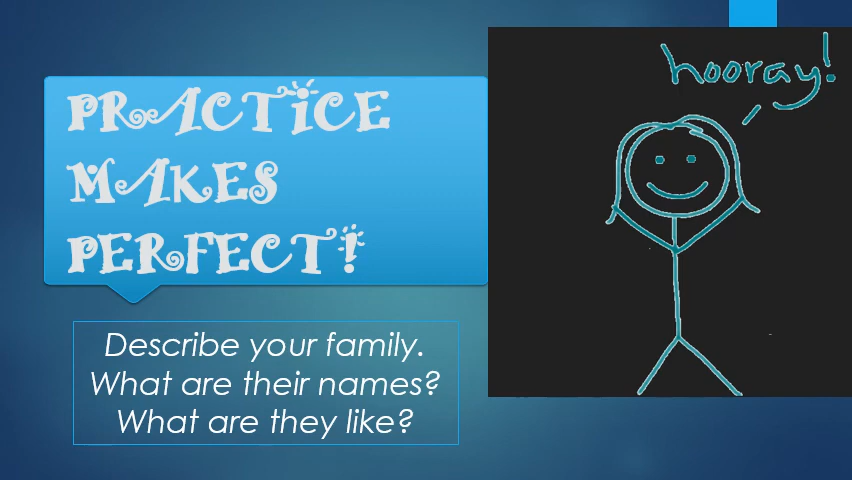 PRACTICE
MAKES
PERFECT!
Describe your family.
What are their names?
What are they like?
hooray!